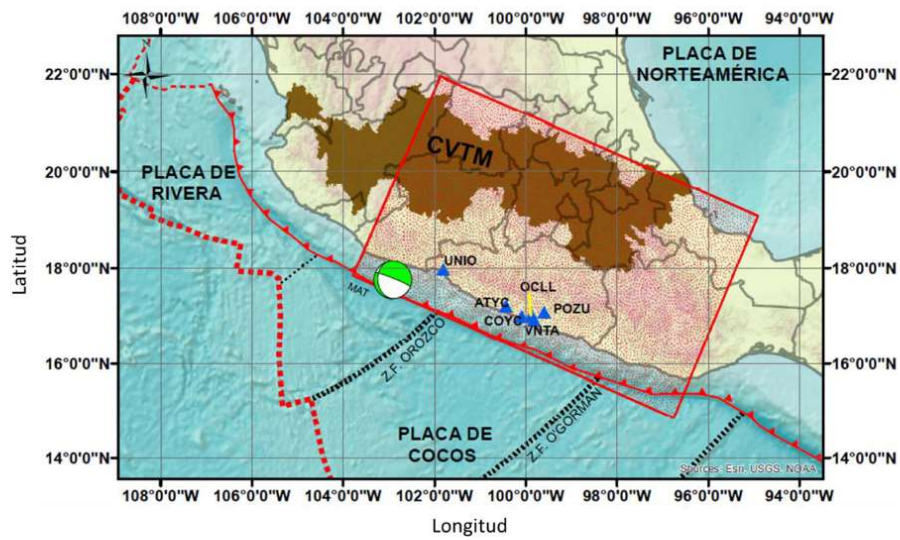 108°0'0"W 106°0'0"W 104°0'0"W 102°0'0"W 100°0'0"W 98°0'0"W 96°0'0"W 94°0'0"W
PLACA DE
NORTEAMÉRICA
22°0'0"N 22°0'0"N
CVTM
20°0'0"N 20°0'0"N
PLACA DE
RIVERA
Latitud
18°0'0"N 18°0'0"N
UNIO
MAT
OCLL
ATYC POZU
COYC
VNTA
16°0'0"N 16°0'0"N
Z.F. OROZCO
Z.F. O'GORMAN
PLACA DE
COCOS
14°0'0"N 14°0'0"N
Sources: Esri, USGS, NOAA
108°0'0"W 106°0'0"W 104°0'0"W 102°0'0"W 100°0'0"W 98°0'0"W 96°0'0"W 94°0'0"W
Longitud